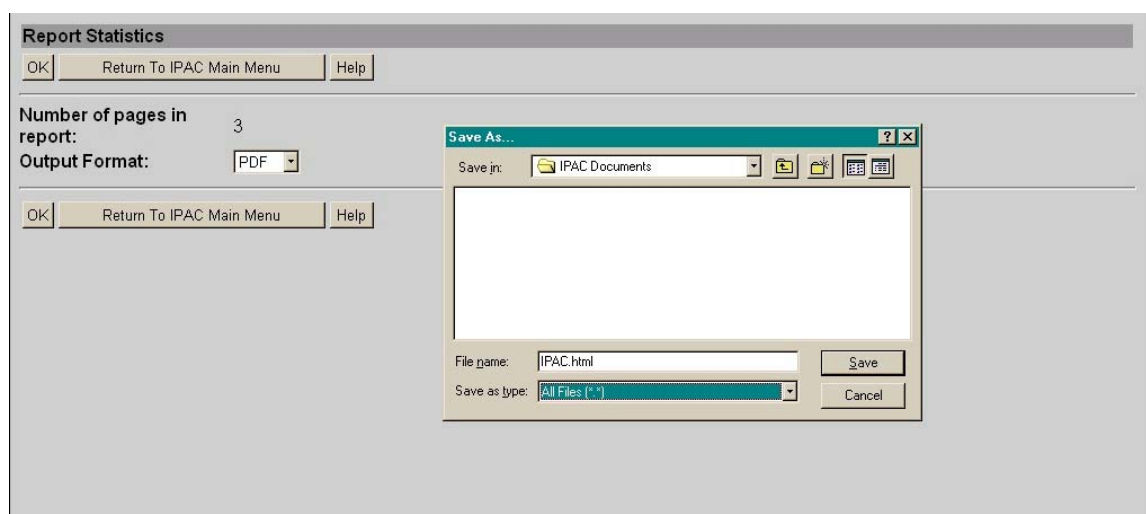 Report Statistics
OK Return To IPAC Main Menu Help
Number of pages in
report: 3
Output Format: PDF
OK Return To IPAC Main Menu Help
Save As...
Save in: IPAC Documents
File name: IPAC.html Save
Save as type: All Files (*.*) Cancel